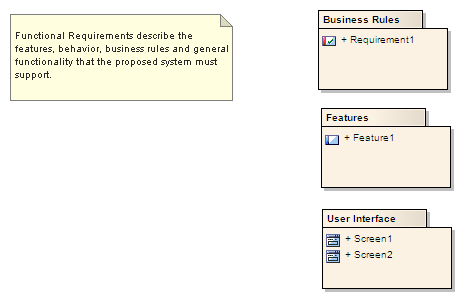 Functional Requirements describe the
features, behavior, business rules and general
functionality that the proposed system must
support.
Business Rules
+ Requirement1
Features
+ Feature1
User Interface
+ Screen1
+ Screen2